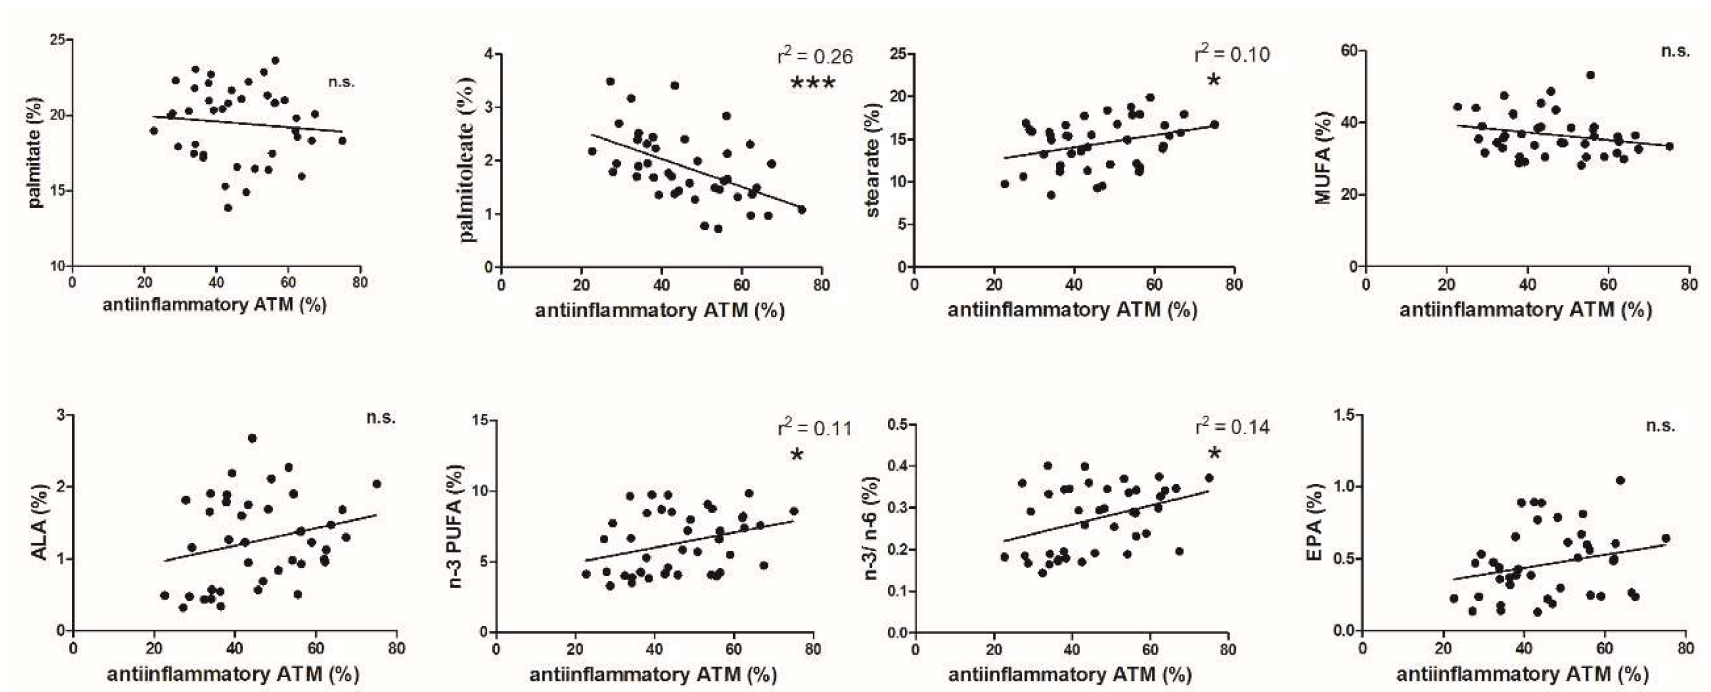 palmitate (%)
25
20
15
10
0 20 40 60 80
antiinflammatory ATM (%)
n.s.
palmitoleate (%)
4
3
2
1
0
0 20 40 60 80
antiinflammatory ATM (%)
r² = 0.26
***
stearate (%)
25
20
15
10
5
0
0 20 40 60 80
antiinflammatory ATM (%)
r² = 0.10
*
MUFA (%)
60
40
20
0
0 20 40 60 80
antiinflammatory ATM (%)
n.s.
ALA (%)
3
2
1
0
0 20 40 60 80
antiinflammatory ATM (%)
n.s.
n-3 PUFA (%)
15
10
5
0
0 20 40 60 80
antiinflammatory ATM (%)
r² = 0.11
*
n-3/ n-6 (%)
0.5
0.4
0.3
0.2
0.1
0.0
0 20 40 60 80
antiinflammatory ATM (%)
r² = 0.14
*
EPA (%)
1.5
1.0
0.5
0.0
0 20 40 60 80
antiinflammatory ATM (%)
n.s.